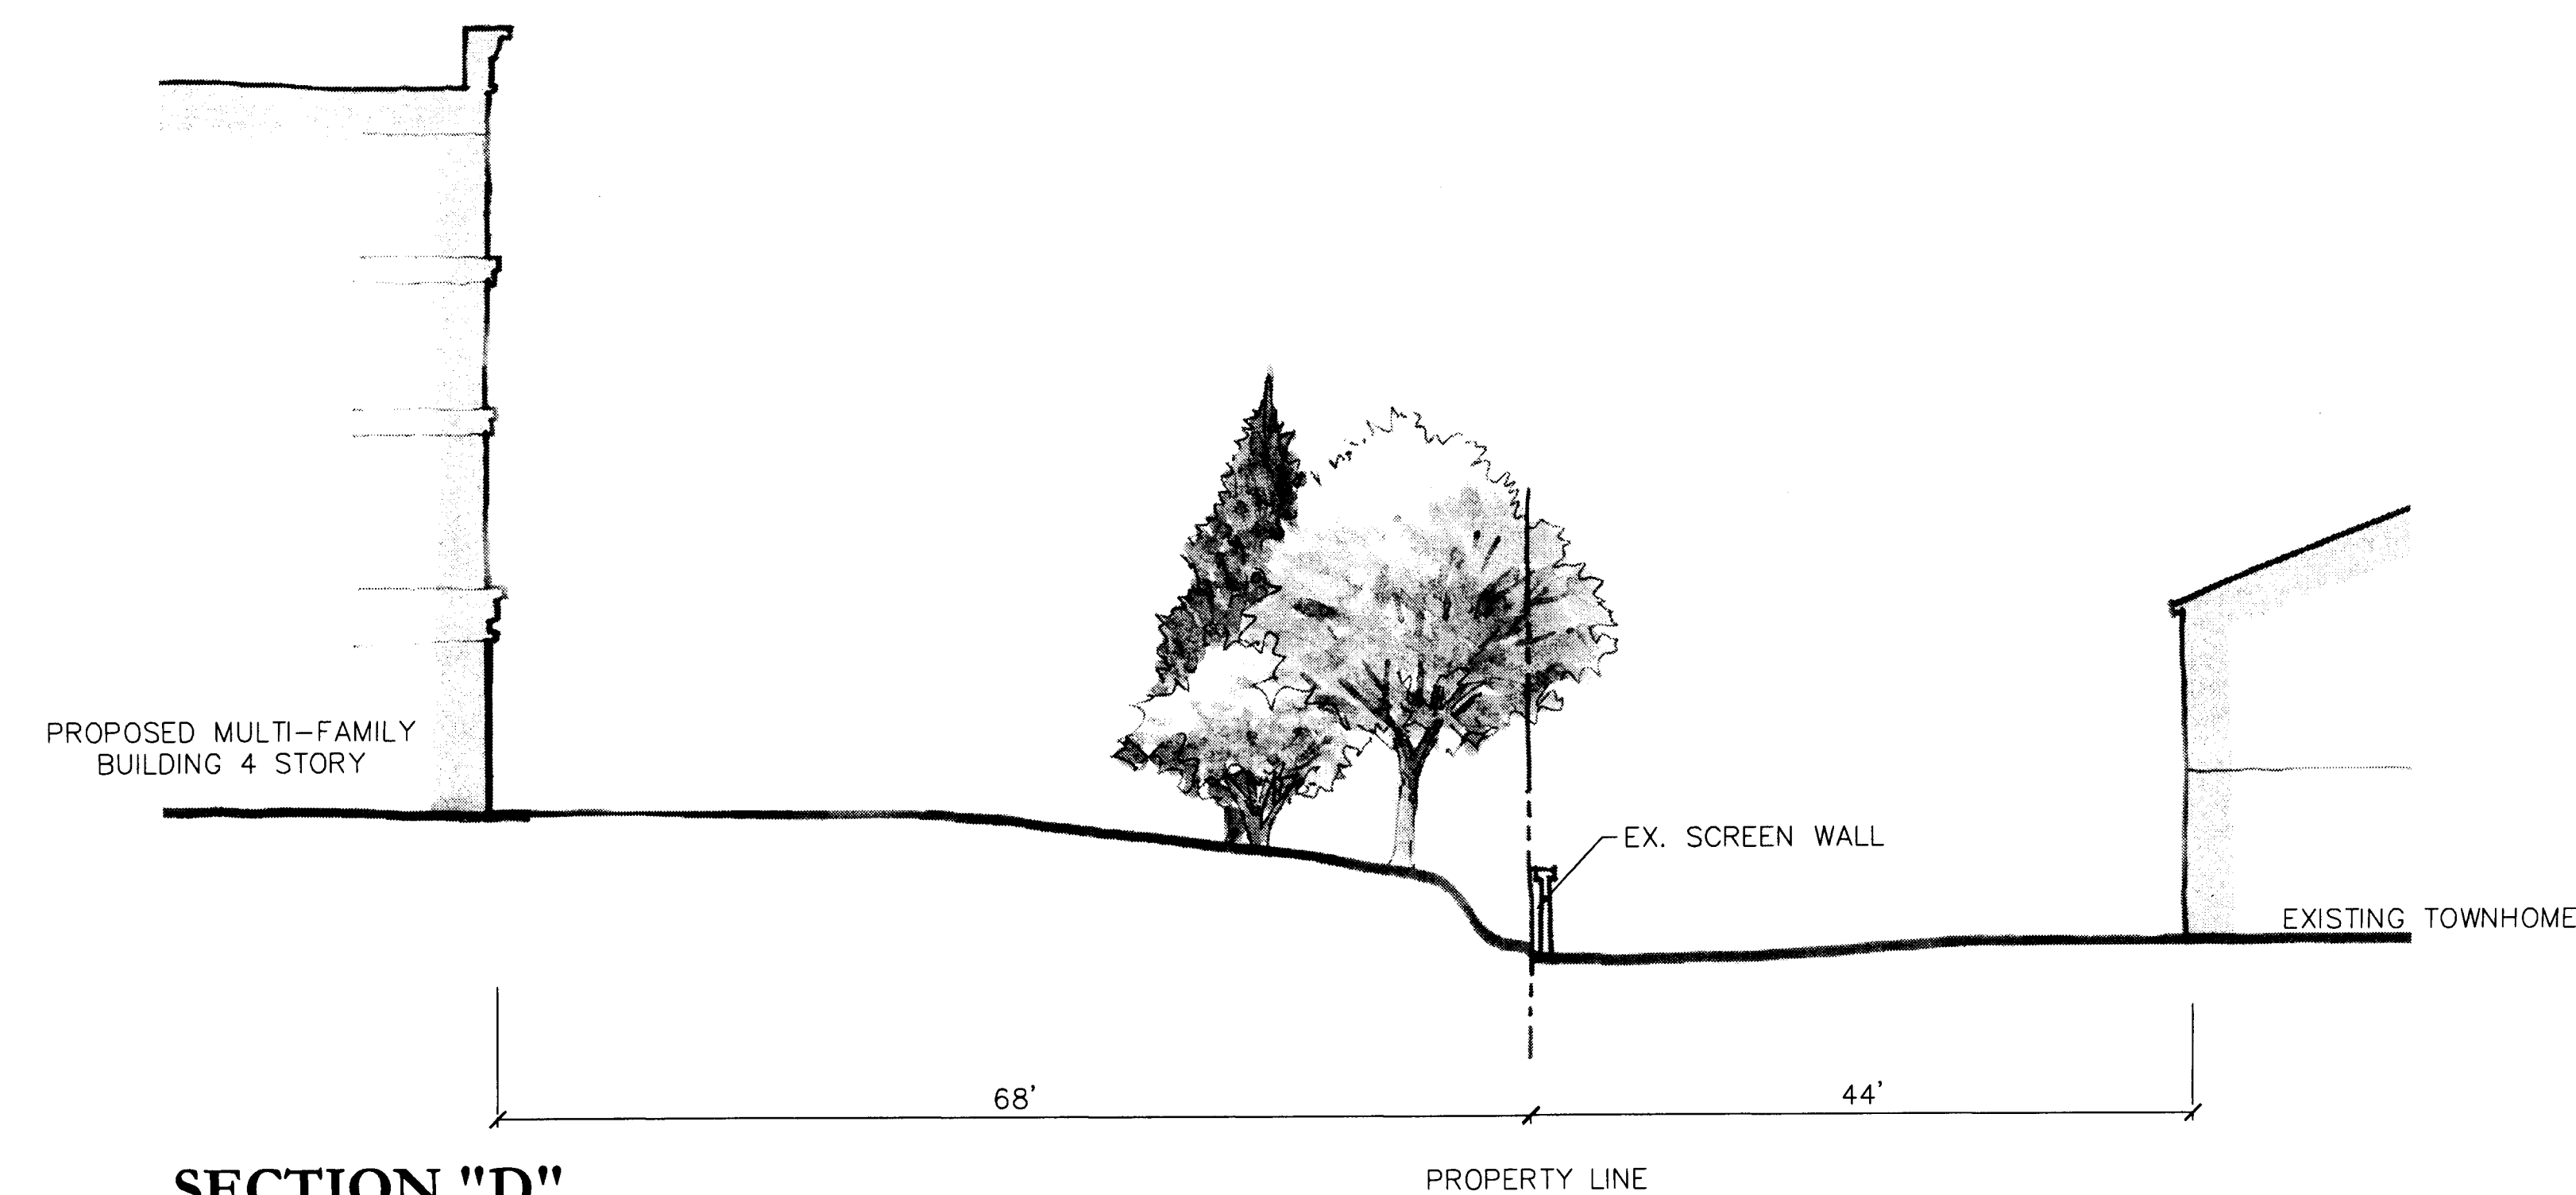 PROPOSED MULTI-FAMILY
BUILDING 4 STORY
EX. SCREEN WALL
EXISTING TOWNHOME
68'
44'
SECTION "D"
PROPERTY LINE